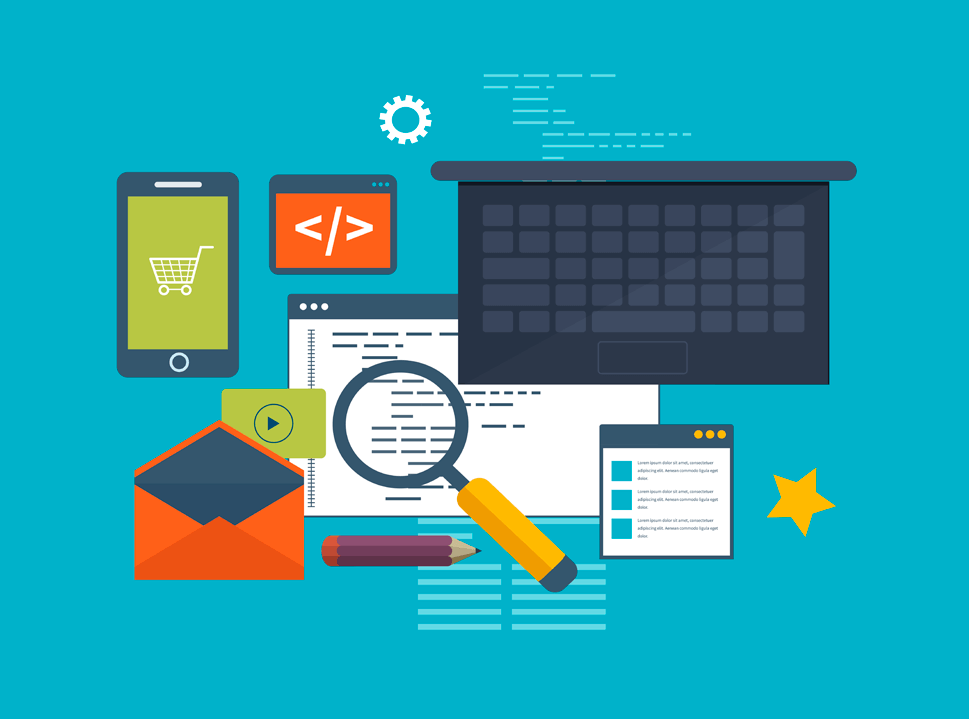 </>
Lorem ipsum dolor sit amet, consectetuer
adipiscing elit. Aenean commodo ligula eget
dolor.
Lorem ipsum dolor sit amet, consectetuer
adipiscing elit. Aenean commodo ligula eget
dolor.
Lorem ipsum dolor sit amet, consectetuer
adipiscing elit. Aenean commodo ligula eget
dolor.